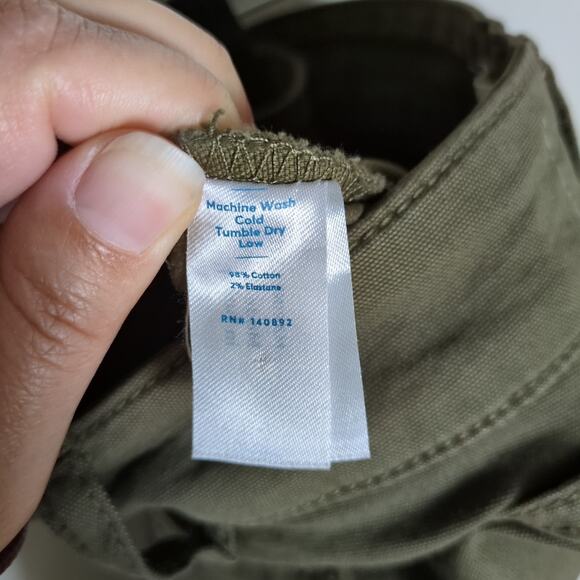 Machine Wash
Cold
Tumble Dry
Low
98% Cotton
2% Elastane
RN# 140892